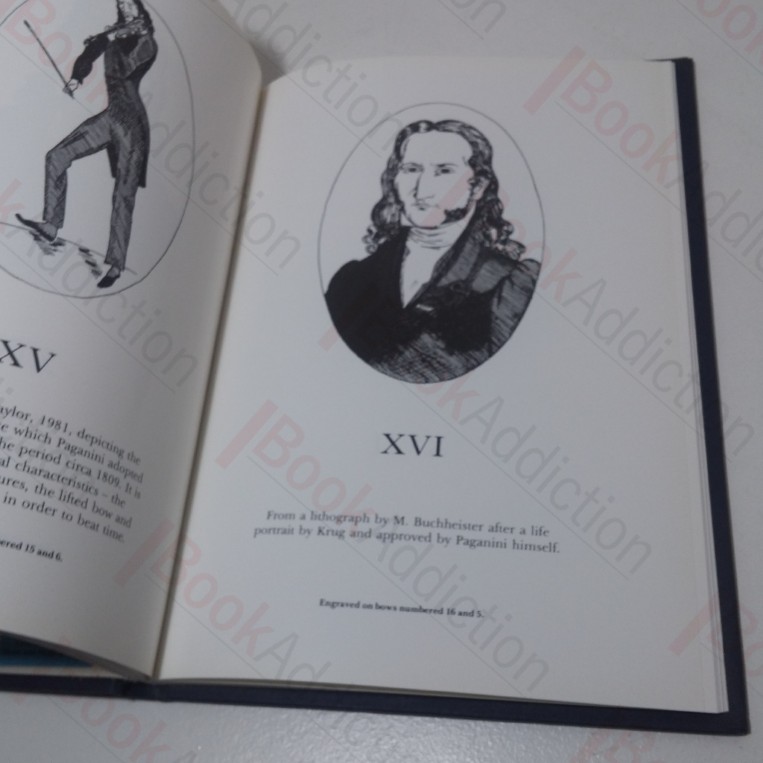 XV
aylor, 1981, depicting the
e which Paganini adopted
he period circa 1809. It is
al characteristics – the
ures, the lifted bow and
in order to beat time.
ered 15 and 6.
XVI
From a lithograph by M. Buchheister after a life
portrait by Krug and approved by Paganini himself.
Engraved on bows numbered 16 and 5.
BookAddiction